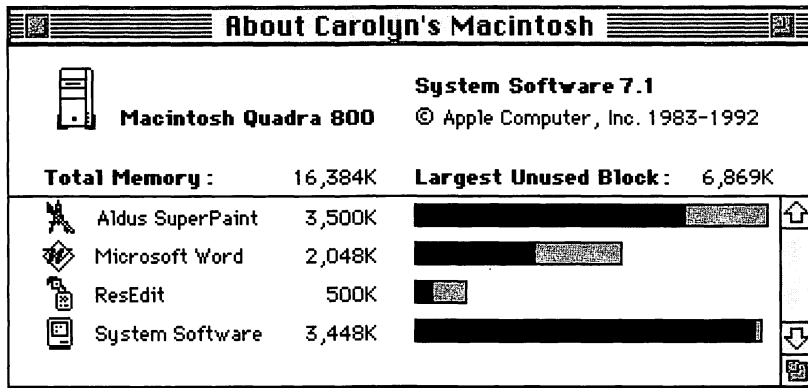 About Carolyn's Macintosh
System Software 7.1
Macintosh Quadra 800 © Apple Computer, Inc. 1983-1992
Total Memory : 16,384K Largest Unused Block : 6,869K
Aldus SuperPaint 3,500K
Microsoft Word 2,048K
ResEdit 500K
System Software 3,448K